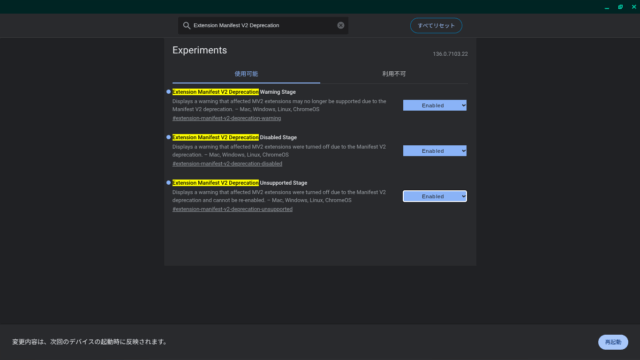 Extension Manifest V2 Deprecation
すべてリセット
Experiments
136.0.7103.22
使用可能
利用不可
Extension Manifest V2 Deprecation Warning Stage
Displays a warning that affected MV2 extensions may no longer be supported due to the
Manifest V2 deprecation. – Mac, Windows, Linux, ChromeOS
#extension-manifest-v2-deprecation-warning
Enabled
Extension Manifest V2 Deprecation Disabled Stage
Displays a warning that affected MV2 extensions were turned off due to the Manifest V2
deprecation. – Mac, Windows, Linux, ChromeOS
#extension-manifest-v2-deprecation-disabled
Enabled
Extension Manifest V2 Deprecation Unsupported Stage
Displays a warning that affected MV2 extensions were turned off due to the Manifest V2
deprecation and cannot be re-enabled. – Mac, Windows, Linux, ChromeOS
#extension-manifest-v2-deprecation-unsupported
Enabled
変更内容は、次回のデバイスの起動時に反映されます。
再起動